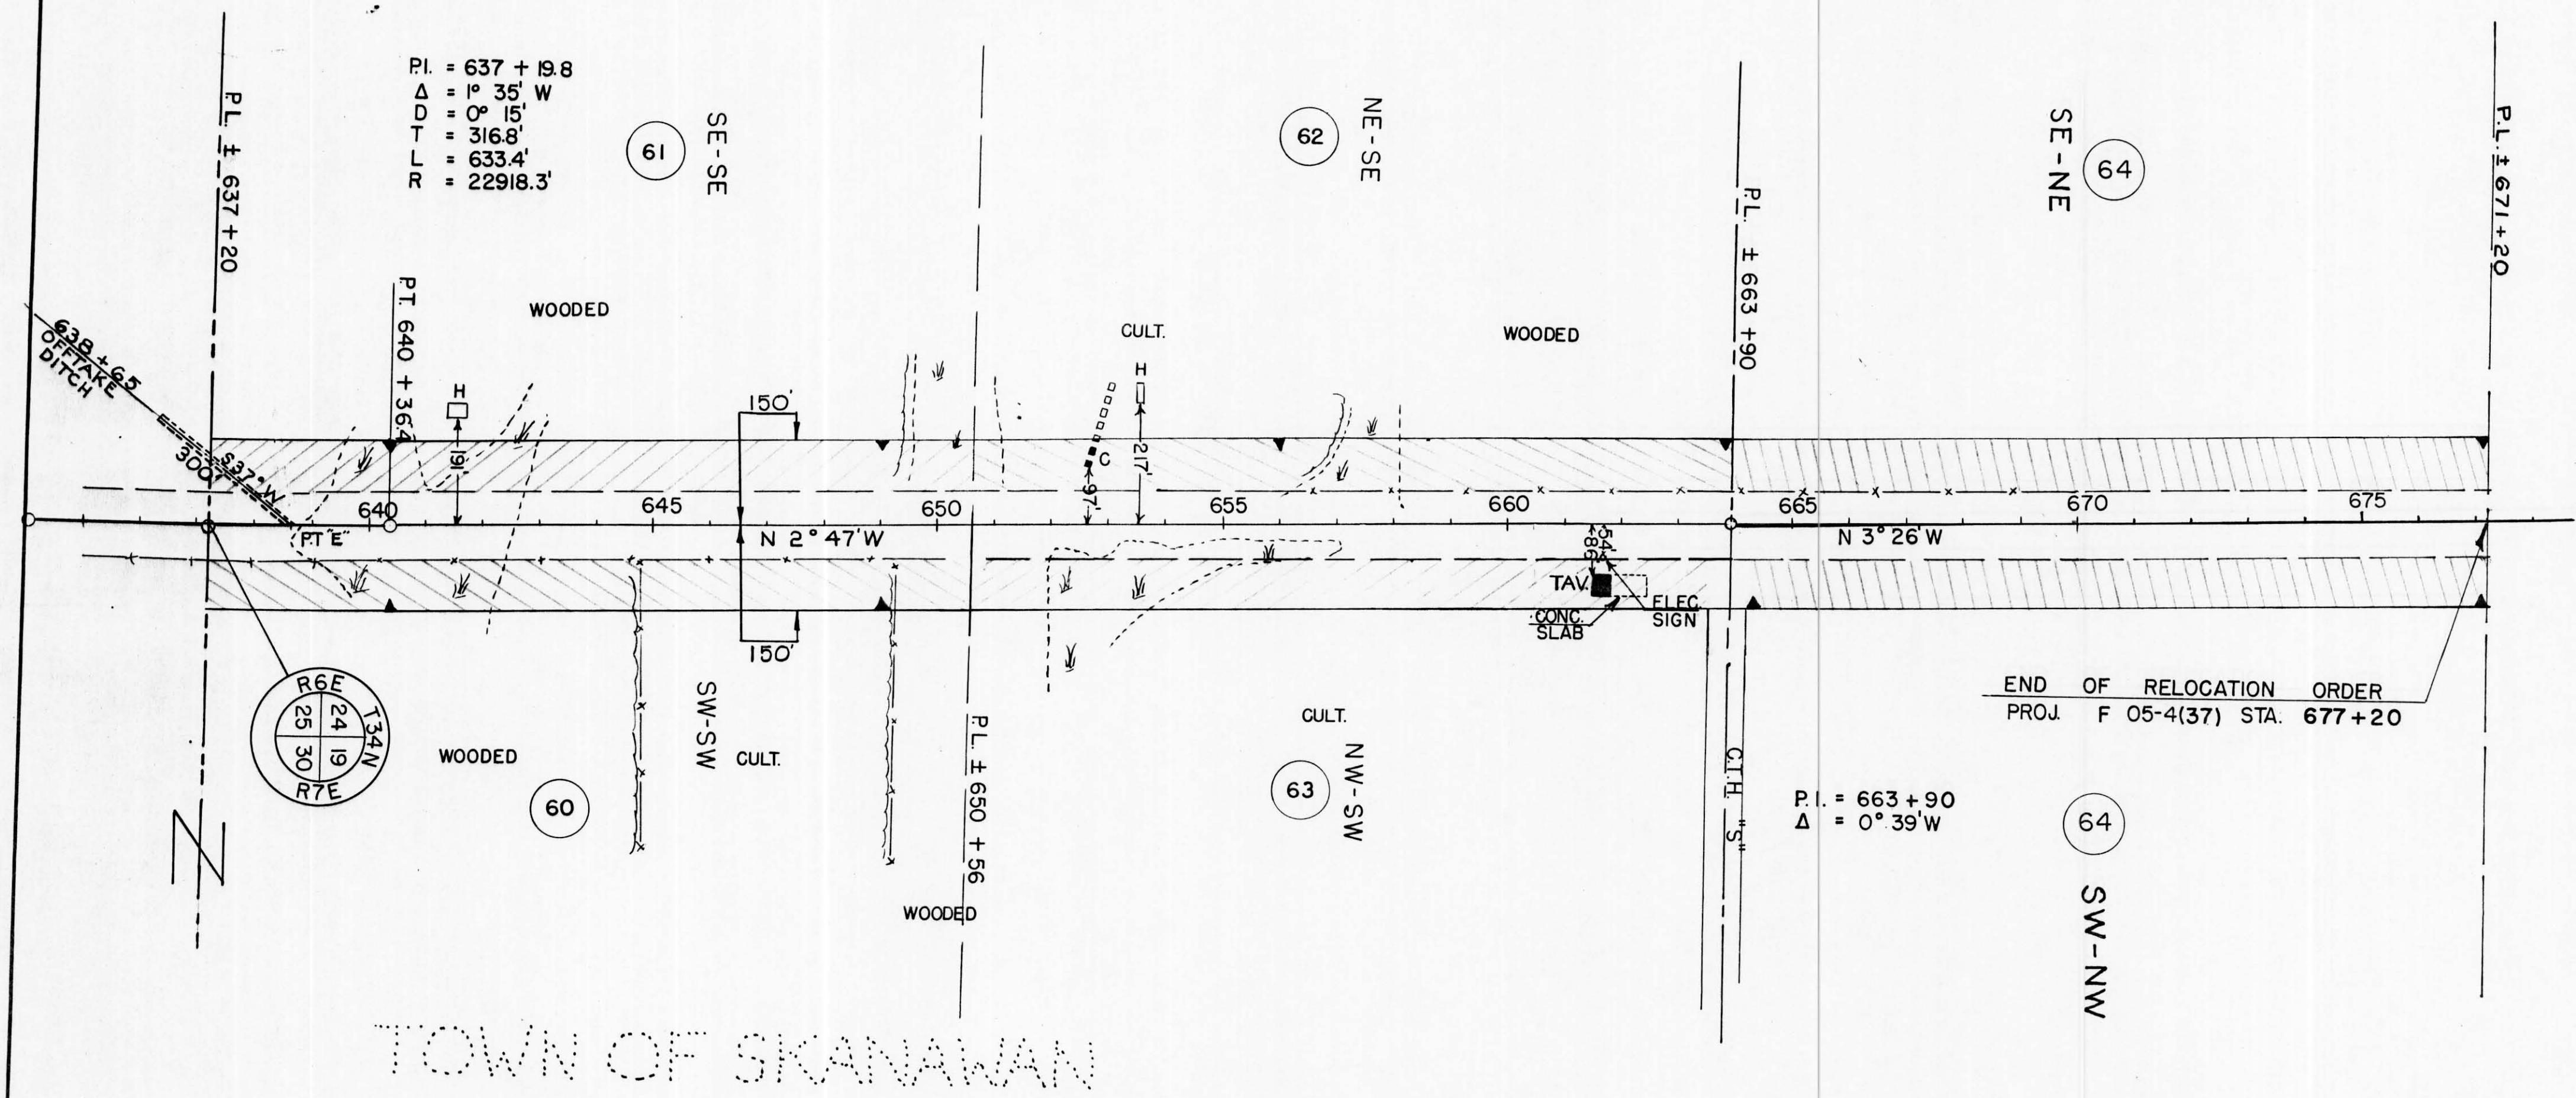 P.I. = 637 + 19.8
Δ = 1° 35' W
D = 0° 15'
T = 316.8'
L = 633.4'
R = 22918.3'
P.L. ± 637+20
61
SE-SE
62
NE-SE
SE-NE
64
P.L. ± 671+20
P.L. ± 663+90
P.T. 640+36.4
WOODED
CULT.
WOODED
638+65
OFFTAKE
DITCH
300'
S37°W
H
191'
150'
H
217'
C
97'
640
645
650
655
660
665
670
675
P.T. "E"
N 2° 47' W
N 3° 26' W
54'
86'
TAV.
CONC.
SLAB
ELEC.
SIGN
150'
R6E
T34N
24
25
19
30
R7E
WOODED
60
SW-SW
CULT.
P.L. ± 650+56
WOODED
CULT.
63
NW-SW
C.T.H. "S"
END OF RELOCATION ORDER
PROJ. F 05-4(37) STA. 677+20
P.I. = 663+90
Δ = 0° 39' W
64
SW-NW
N
TOWN OF SKANAWAN